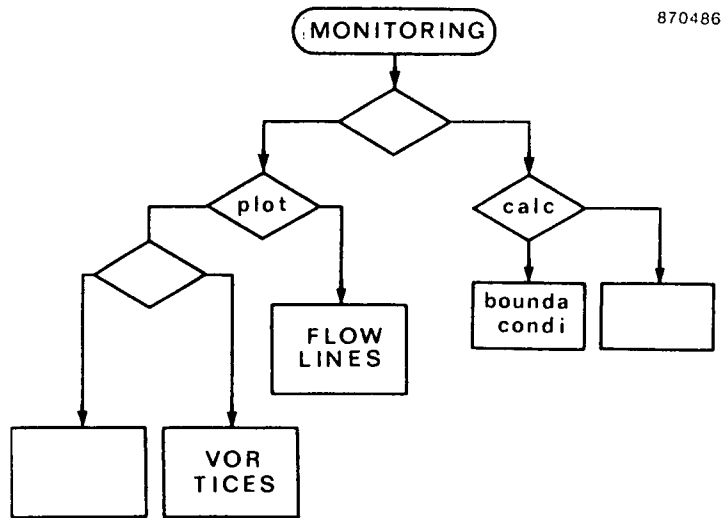 870486
MONITORING
plot
calc
bounda
condi
FLOW
LINES
VOR
TICES